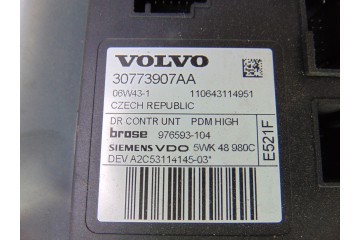 VOLVO
30773907AA
06W43-1 110643114951
CZECH REPUBLIC
DR CONTR UNT PDM HIGH
brose 976593-104
SIEMENS VDO 5WK 48 980C
DEV A2C53114145-03*
E521F